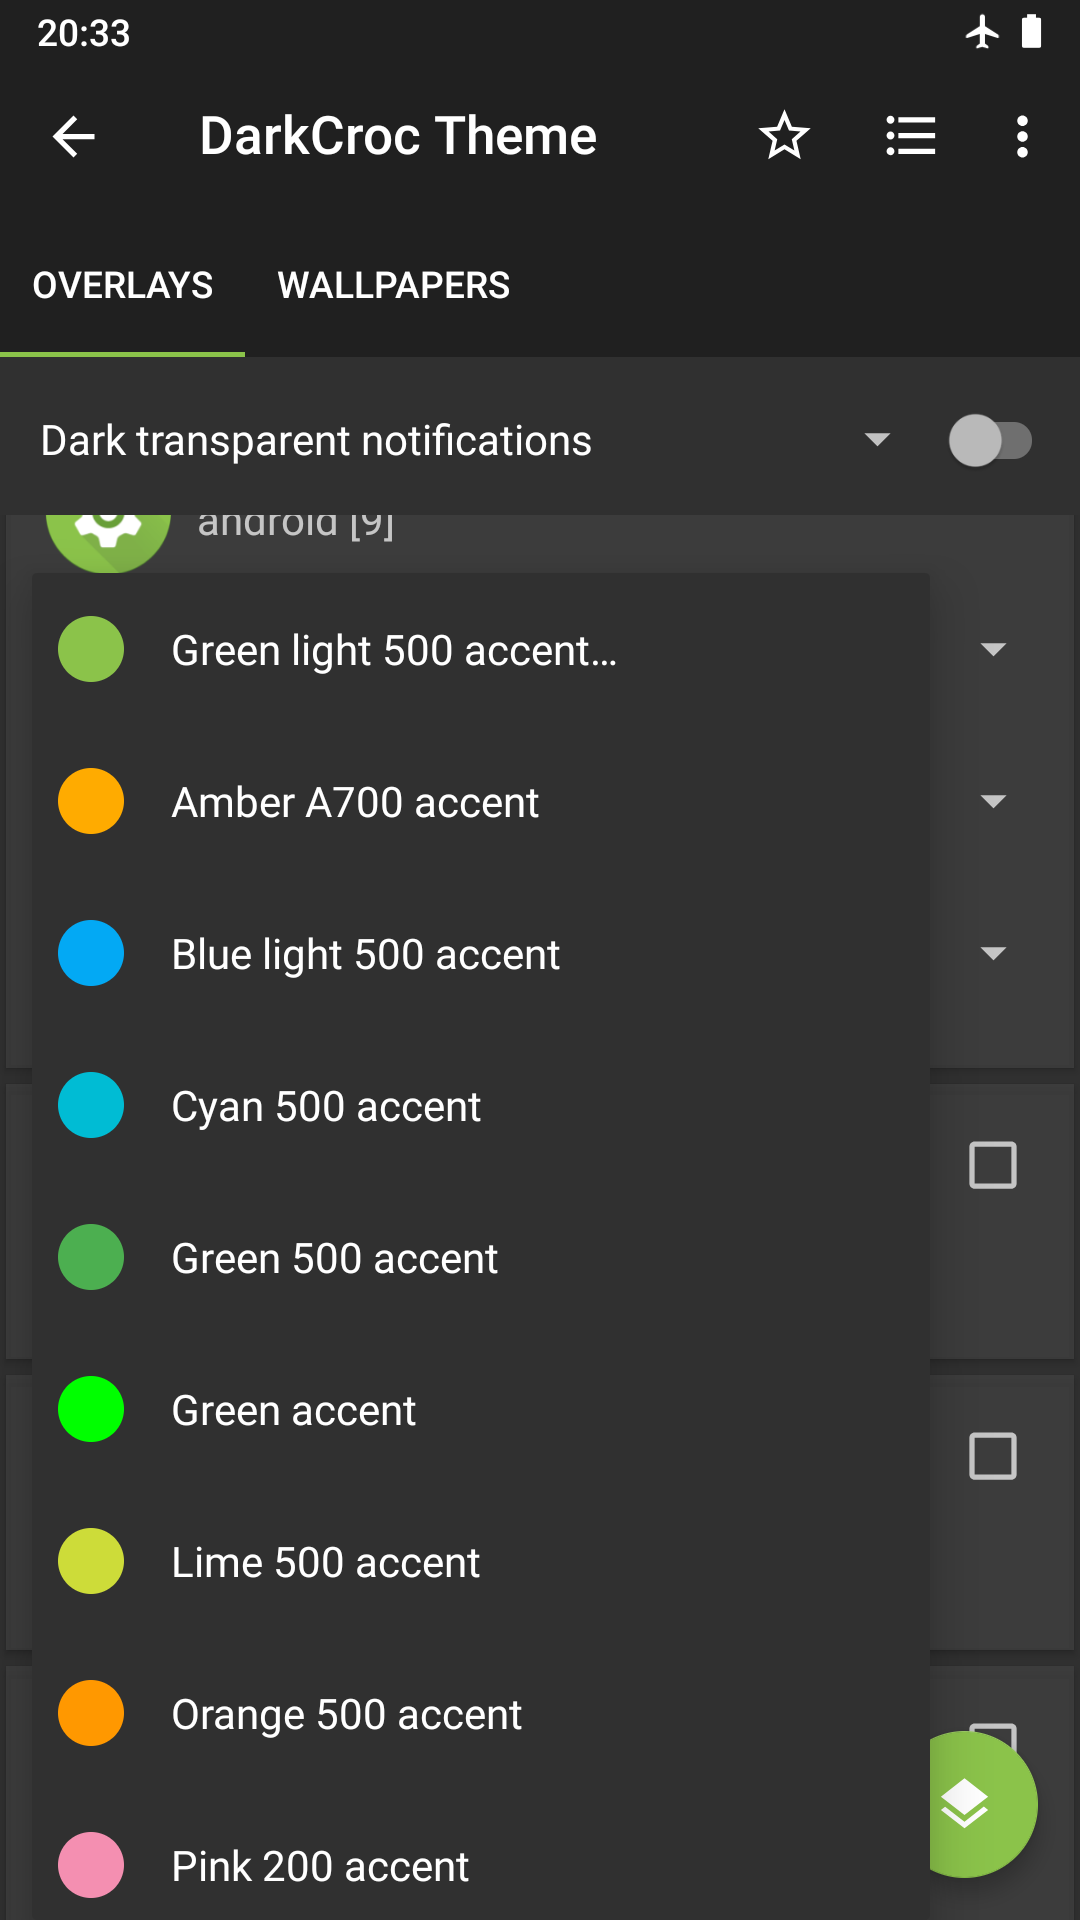 20:33
DarkCroc Theme
OVERLAYS WALLPAPERS
Dark transparent notifications
android [9]
Green light 500 accent...
Amber A700 accent
Blue light 500 accent
Cyan 500 accent
Green 500 accent
Green accent
Lime 500 accent
Orange 500 accent
Pink 200 accent